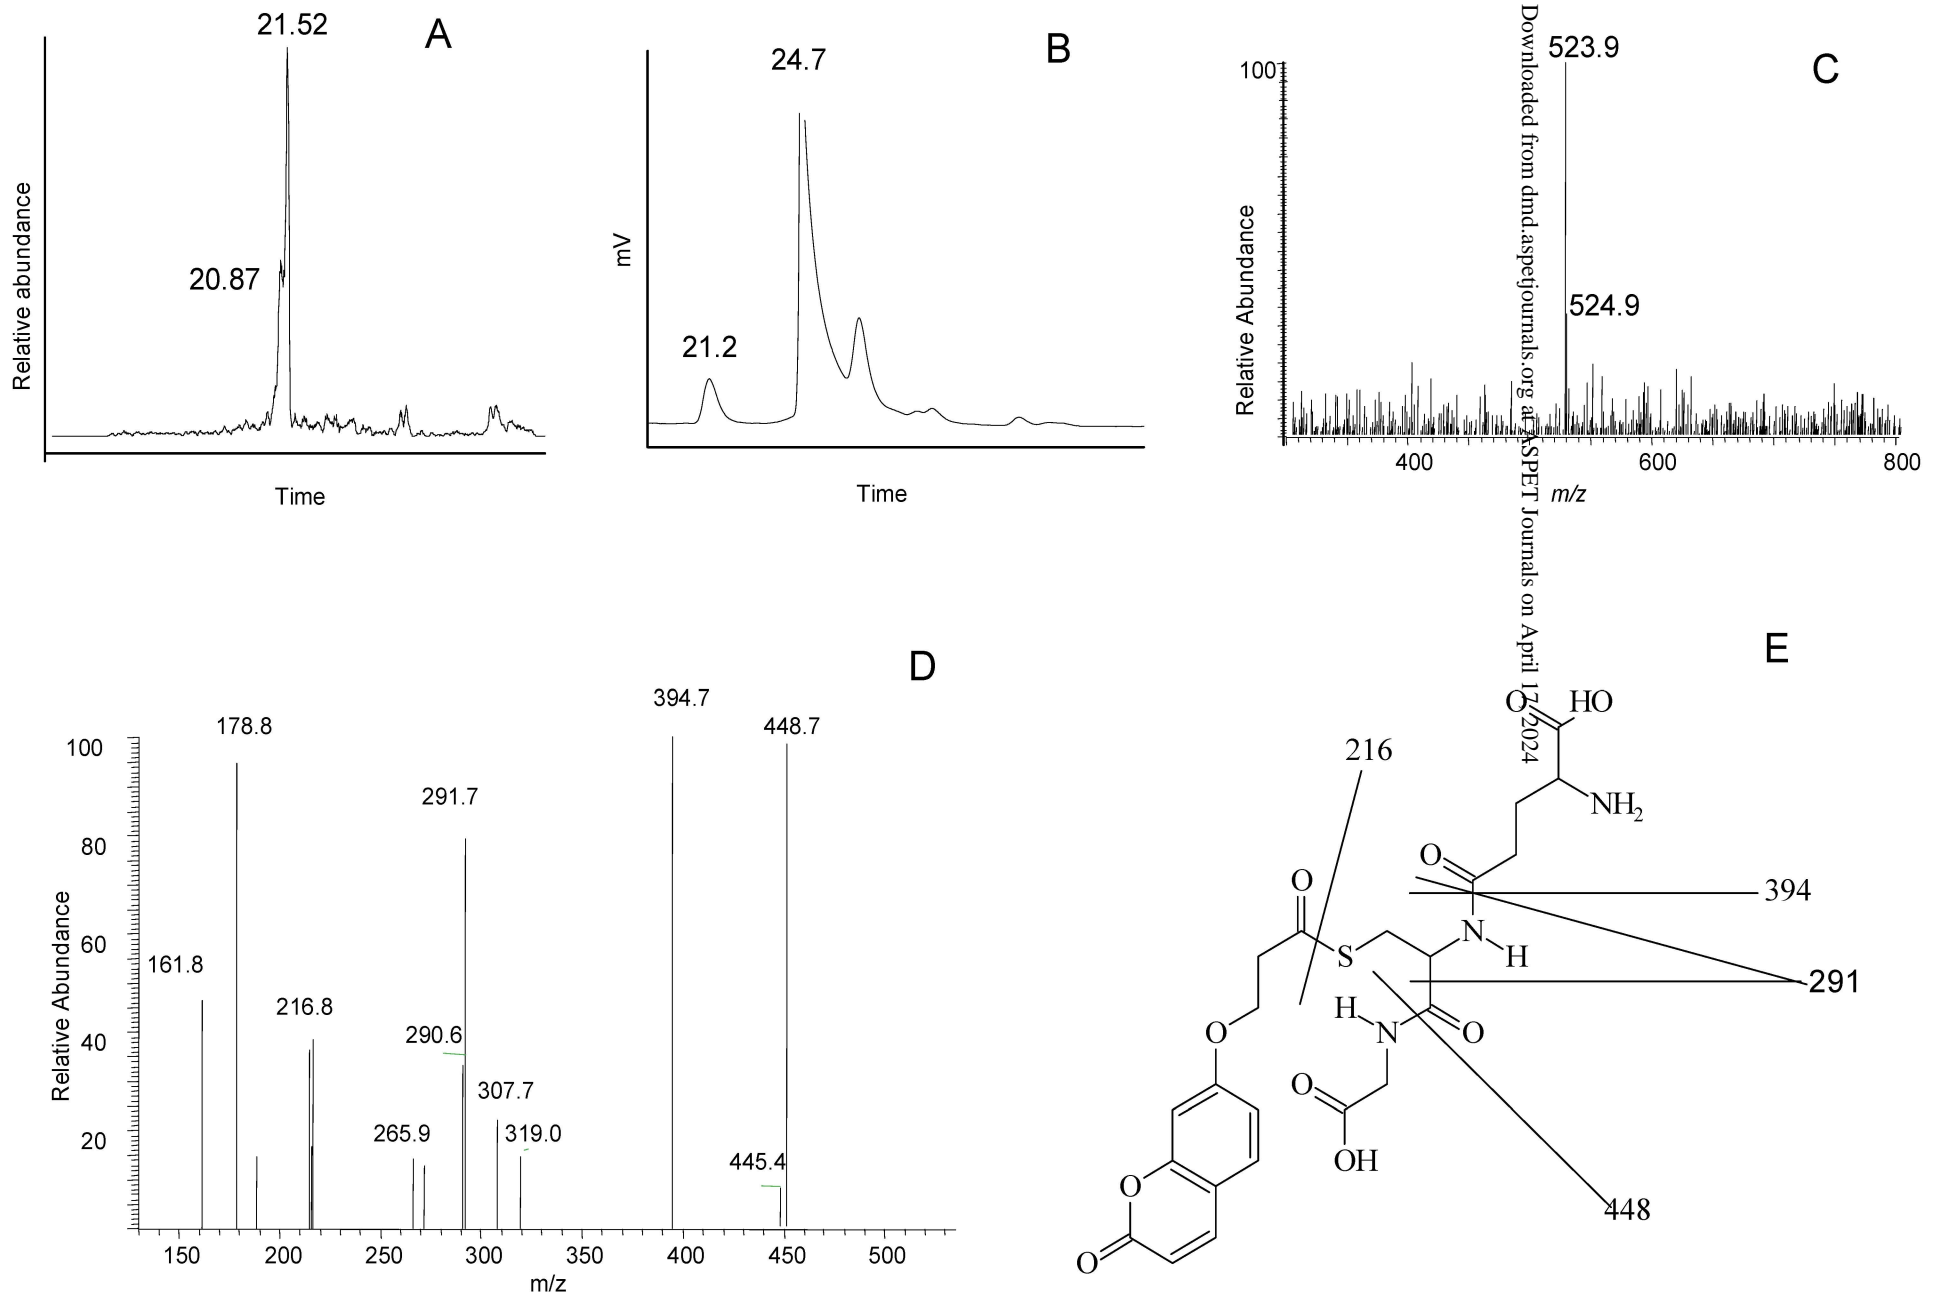 A
21.52
20.87
Relative abundance
Time
B
24.7
21.2
mV
Time
C
523.9
524.9
100
Relative Abundance
400
600
800
m/z
Downloaded from dmd.aspetjournals.org at ASPET Journals on April 17, 2024
D
394.7
178.8
448.7
291.7
161.8
216.8
290.6
307.7
265.9
319.0
445.4
100
80
60
40
20
Relative Abundance
150
200
250
300
350
400
450
500
m/z
E
O
HO
216
NH2
O
394
O
N
H
S
291
H
N
O
O
O
OH
O
448
O